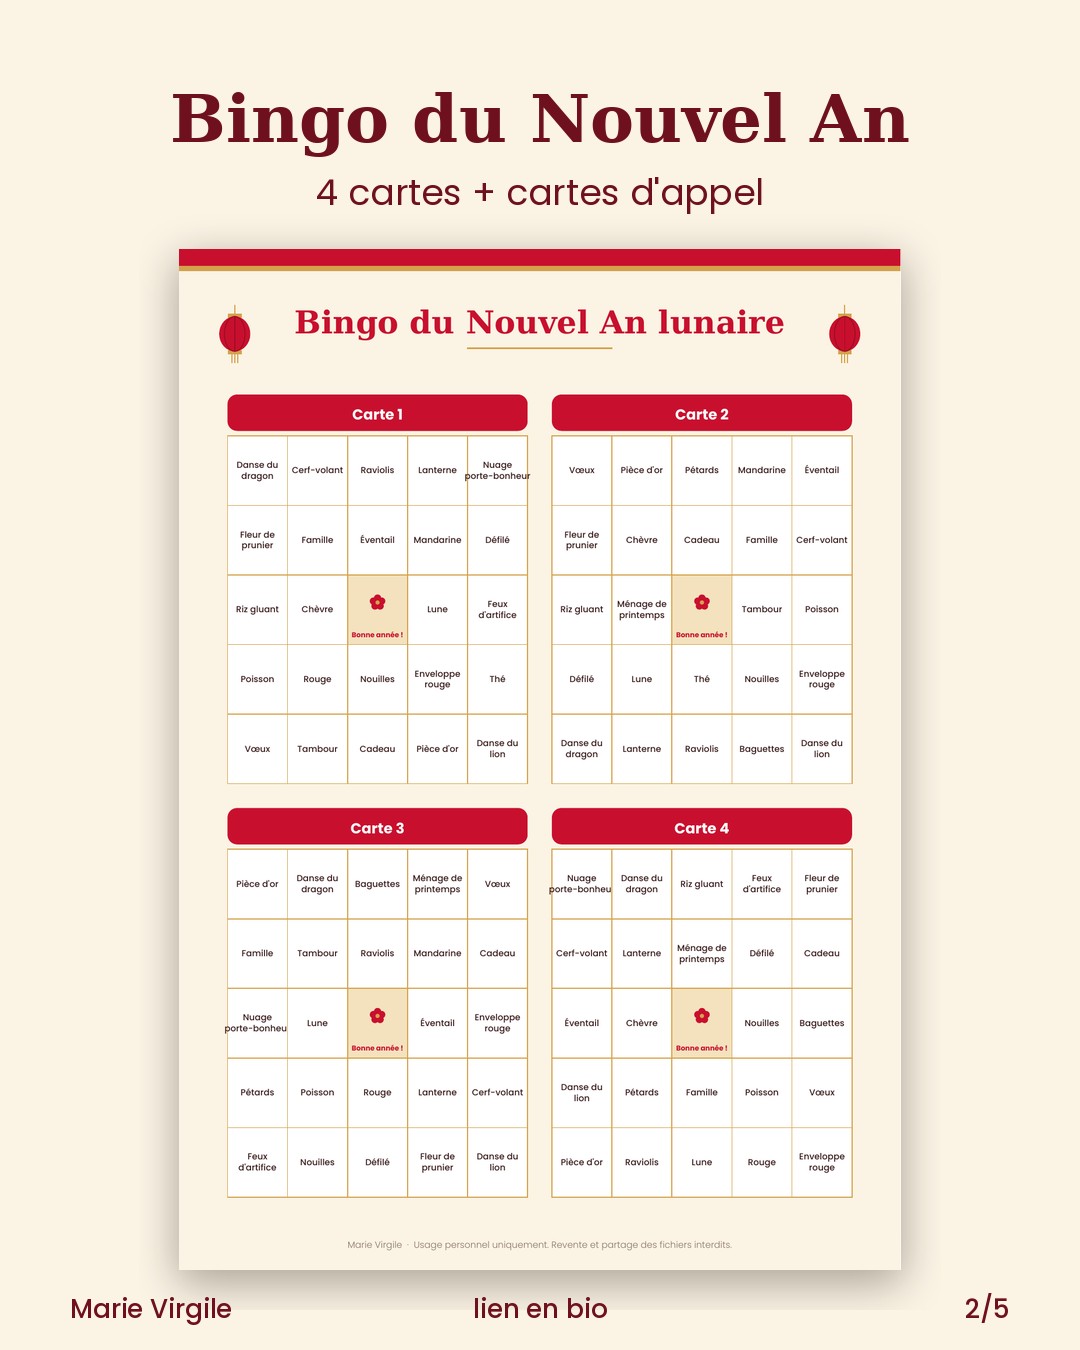 Bingo du Nouvel An
4 cartes + cartes d'appel
Bingo du Nouvel An lunaire
Carte 1
Danse du
dragon
Cerf-volant
Raviolis
Lanterne
Nuage
porte-bonheur
Fleur de
prunier
Famille
Éventail
Mandarine
Défilé
Riz gluant
Chèvre
Bonne année !
Lune
Feux
d'artifice
Poisson
Rouge
Nouilles
Enveloppe
rouge
Thé
Vœux
Tambour
Cadeau
Pièce d'or
Danse du
lion
Carte 2
Vœux
Pièce d'or
Pétards
Mandarine
Éventail
Fleur de
prunier
Chèvre
Cadeau
Famille
Cerf-volant
Riz gluant
Ménage de
printemps
Bonne année !
Tambour
Poisson
Défilé
Lune
Thé
Nouilles
Enveloppe
rouge
Danse du
dragon
Lanterne
Raviolis
Baguettes
Danse du
lion
Carte 3
Pièce d'or
Danse du
dragon
Baguettes
Ménage de
printemps
Vœux
Famille
Tambour
Raviolis
Mandarine
Cadeau
Nuage
porte-bonheu
Lune
Bonne année !
Éventail
Enveloppe
rouge
Pétards
Poisson
Rouge
Lanterne
Cerf-volant
Feux
d'artifice
Nouilles
Défilé
Fleur de
prunier
Danse du
lion
Carte 4
Nuage
porte-bonheu
Danse du
dragon
Riz gluant
Feux
d'artifice
Fleur de
prunier
Cerf-volant
Lanterne
Ménage de
printemps
Défilé
Cadeau
Éventail
Chèvre
Bonne année !
Nouilles
Baguettes
Danse du
lion
Pétards
Famille
Poisson
Vœux
Pièce d'or
Raviolis
Lune
Rouge
Enveloppe
rouge
Marie Virgile · Usage personnel uniquement. Revente et partage des fichiers interdits.
Marie Virgile
lien en bio
2/5